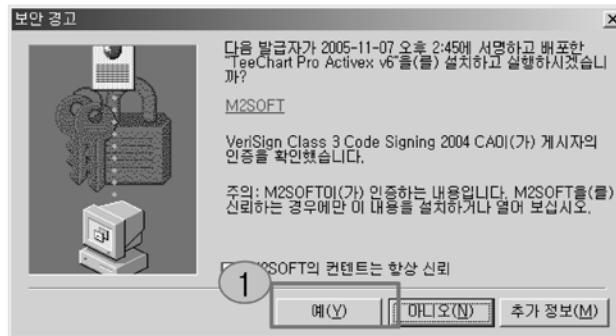 보안 경고
다음 발급자가 2005-11-07 오후 2:45에 서명하고 배포한
"TeeChart Pro Activex v6"을(를) 설치하고 실행하시겠습니
까?
M2SOFT
VeriSign Class 3 Code Signing 2004 CA이(가) 게시자의
인증을 확인했습니다.
주의: M2SOFT이(가) 인증하는 내용입니다. M2SOFT을(를)
신뢰하는 경우에만 이 내용을 설치하거나 열어 보십시오.
2SOFT의 컨텐트는 항상 신뢰
1
예(Y) 아니오(N) 추가 정보(M)